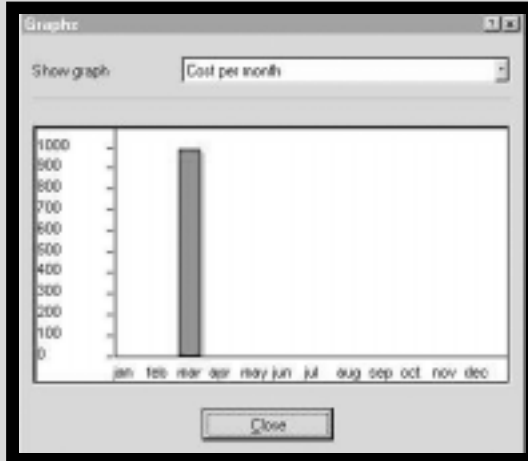 Graphs
Show graph Cost per month
1000
900
800
700
600
500
400
300
200
100
0
jan feb mar apr may jun jul aug sep oct nov dec
Close